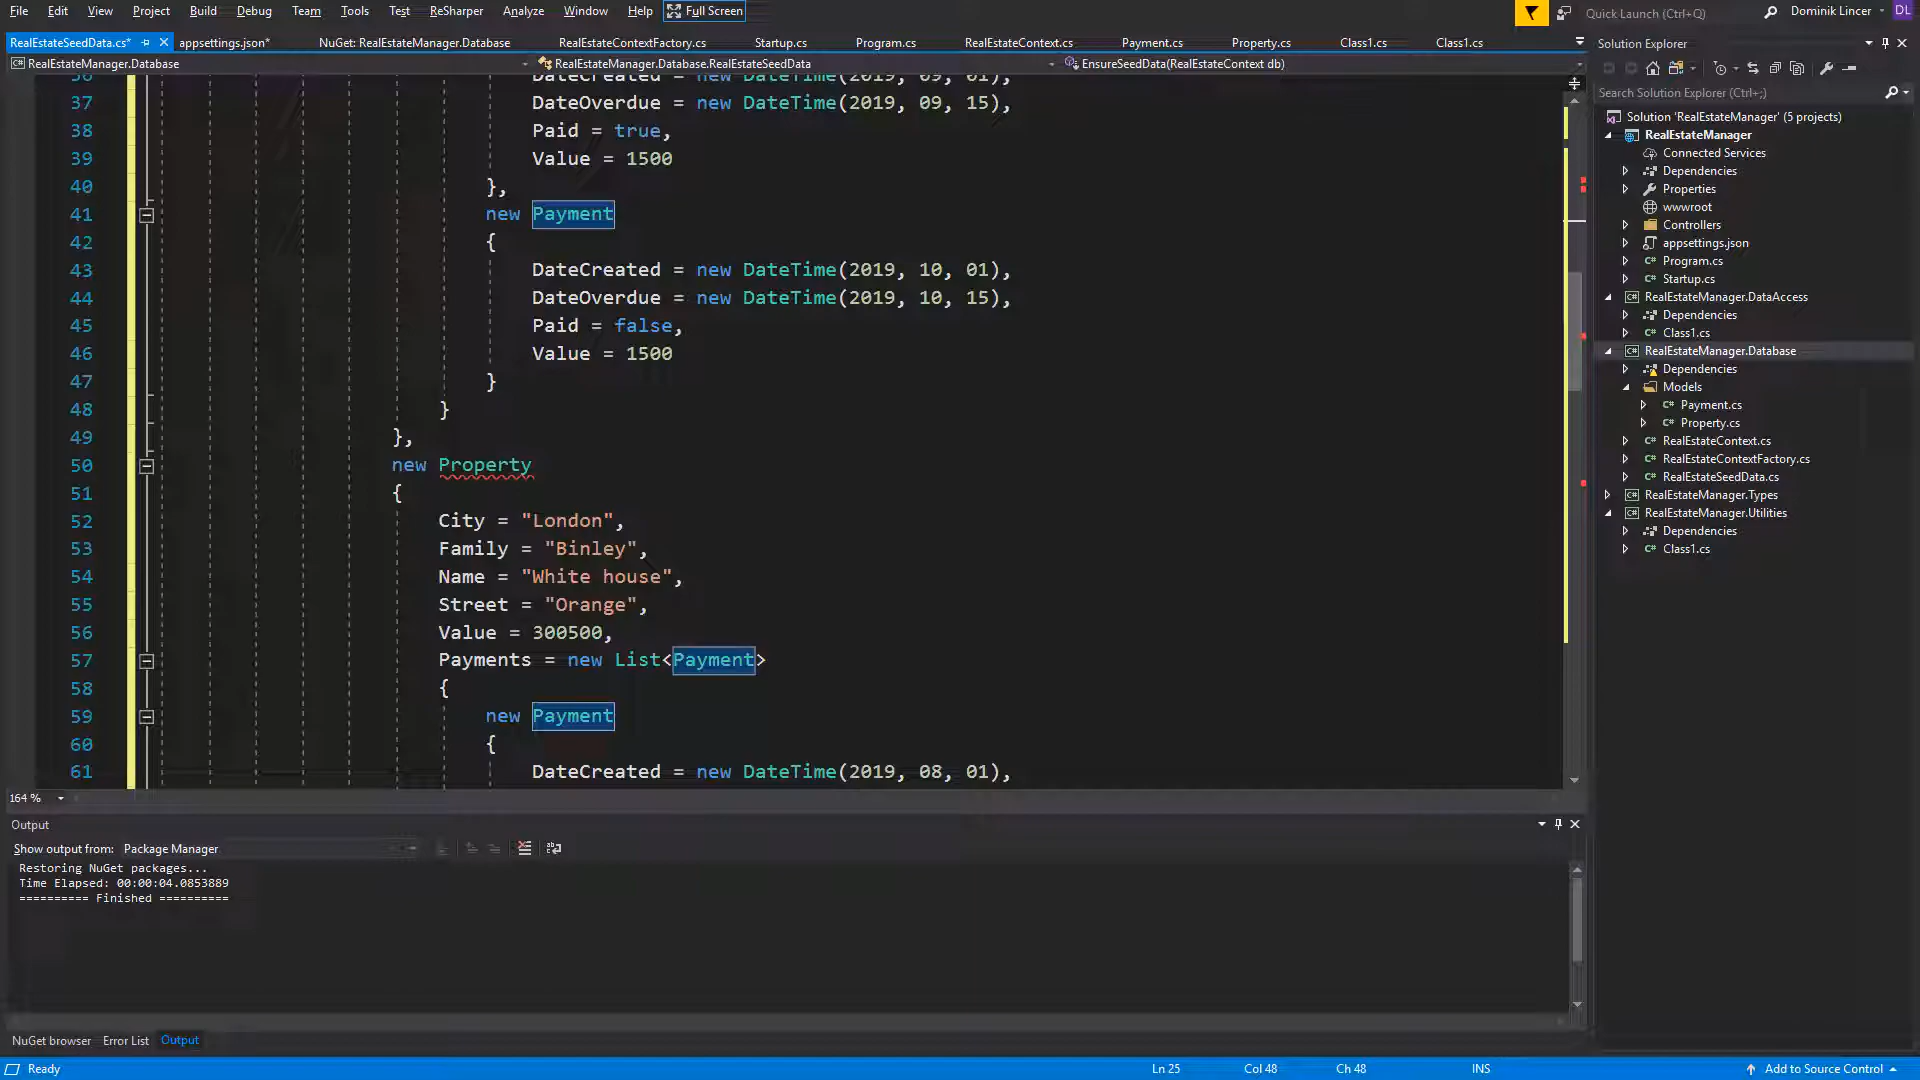 File Edit View Project Build Debug Team Tools Test ReSharper Analyze Window Help Full Screen Quick Launch (Ctrl+Q) Dominik Lincer DL
RealEstateSeedData.cs* appsettings.json* NuGet: RealEstateManager.Database RealEstateContextFactory.cs Startup.cs Program.cs RealEstateContext.cs Payment.cs Property.cs Class1.cs Class1.cs
RealEstateManager.Database RealEstateManager.Database.RealEstateSeedData EnsureSeedData(RealEstateContext db)
36 DateCreated = new DateTime(2019, 09, 01),
37 DateOverdue = new DateTime(2019, 09, 15),
38 Paid = true,
39 Value = 1500
40 },
41 new Payment
42 {
43 DateCreated = new DateTime(2019, 10, 01),
44 DateOverdue = new DateTime(2019, 10, 15),
45 Paid = false,
46 Value = 1500
47 }
48 }
49 },
50 new Property
51 {
52 City = "London",
53 Family = "Binley",
54 Name = "White house",
55 Street = "Orange",
56 Value = 300500,
57 Payments = new List<Payment>
58 {
59 new Payment
60 {
61 DateCreated = new DateTime(2019, 08, 01),
164 %
Output
Show output from: Package Manager
Restoring NuGet packages...
Time Elapsed: 00:00:04.0853889
========== Finished ==========
NuGet browser Error List Output
Ready Ln 25 Col 48 Ch 48 INS Add to Source Control
Solution Explorer
Search Solution Explorer (Ctrl+;)
Solution 'RealEstateManager' (5 projects)
RealEstateManager
Connected Services
Dependencies
Properties
wwwroot
Controllers
appsettings.json
Program.cs
Startup.cs
RealEstateManager.DataAccess
Dependencies
Class1.cs
RealEstateManager.Database
Dependencies
Models
Payment.cs
Property.cs
RealEstateContext.cs
RealEstateContextFactory.cs
RealEstateSeedData.cs
RealEstateManager.Types
RealEstateManager.Utilities
Dependencies
Class1.cs